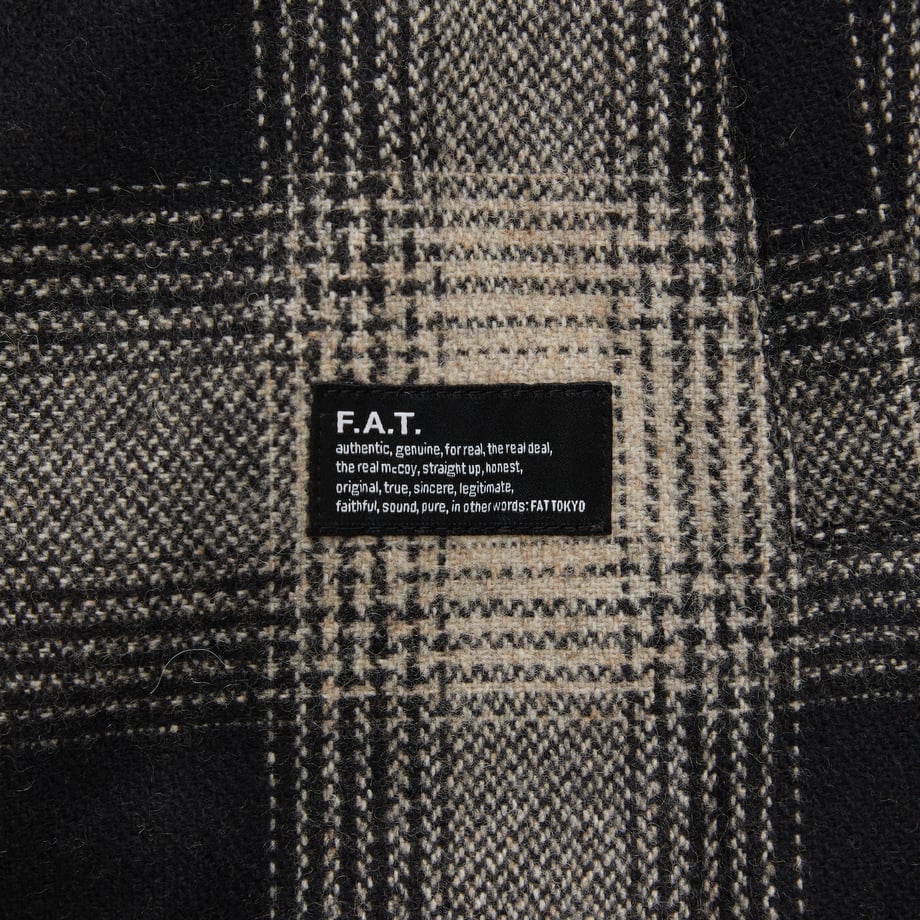 F.A.T.
authentic, genuine, for real, the real deal,
the real mccoy, straight up, honest,
original, true, sincere, legitimate,
faithful, sound, pure, in other words: FAT TOKYO